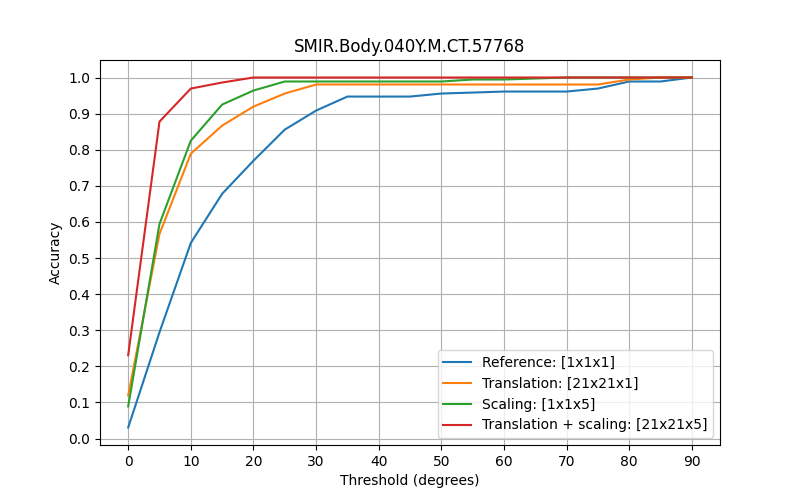 SMIR.Body.040Y.M.CT.57768
1.0
0.9
0.8
0.7
0.6
0.5
0.4
0.3
0.2
0.1
0.0
Accuracy
Reference: [1x1x1]
Translation: [21x21x1]
Scaling: [1x1x5]
Translation + scaling: [21x21x5]
0 10 20 30 40 50 60 70 80 90
Threshold (degrees)